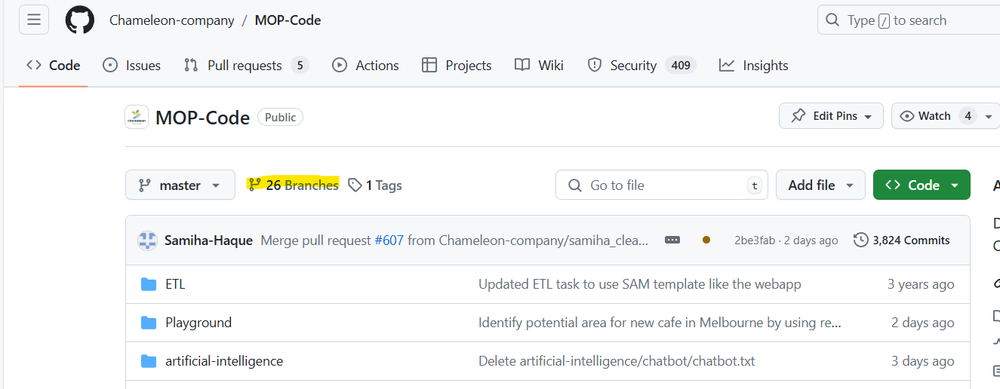 Chameleon-company / MOP-Code
Type / to search
Code Issues Pull requests 5 Actions Projects Wiki Security 409 Insights
MOP-Code Public
Edit Pins Watch 4
master 26 Branches 1 Tags
Go to file t Add file Code
Samiha-Haque Merge pull request #607 from Chameleon-company/samiha_clea... 2be3fab · 2 days ago 3,824 Commits
ETL Updated ETL task to use SAM template like the webapp 3 years ago
Playground Identify potential area for new cafe in Melbourne by using re... 2 days ago
artificial-intelligence Delete artificial-intelligence/chatbot/chatbot.txt 3 days ago